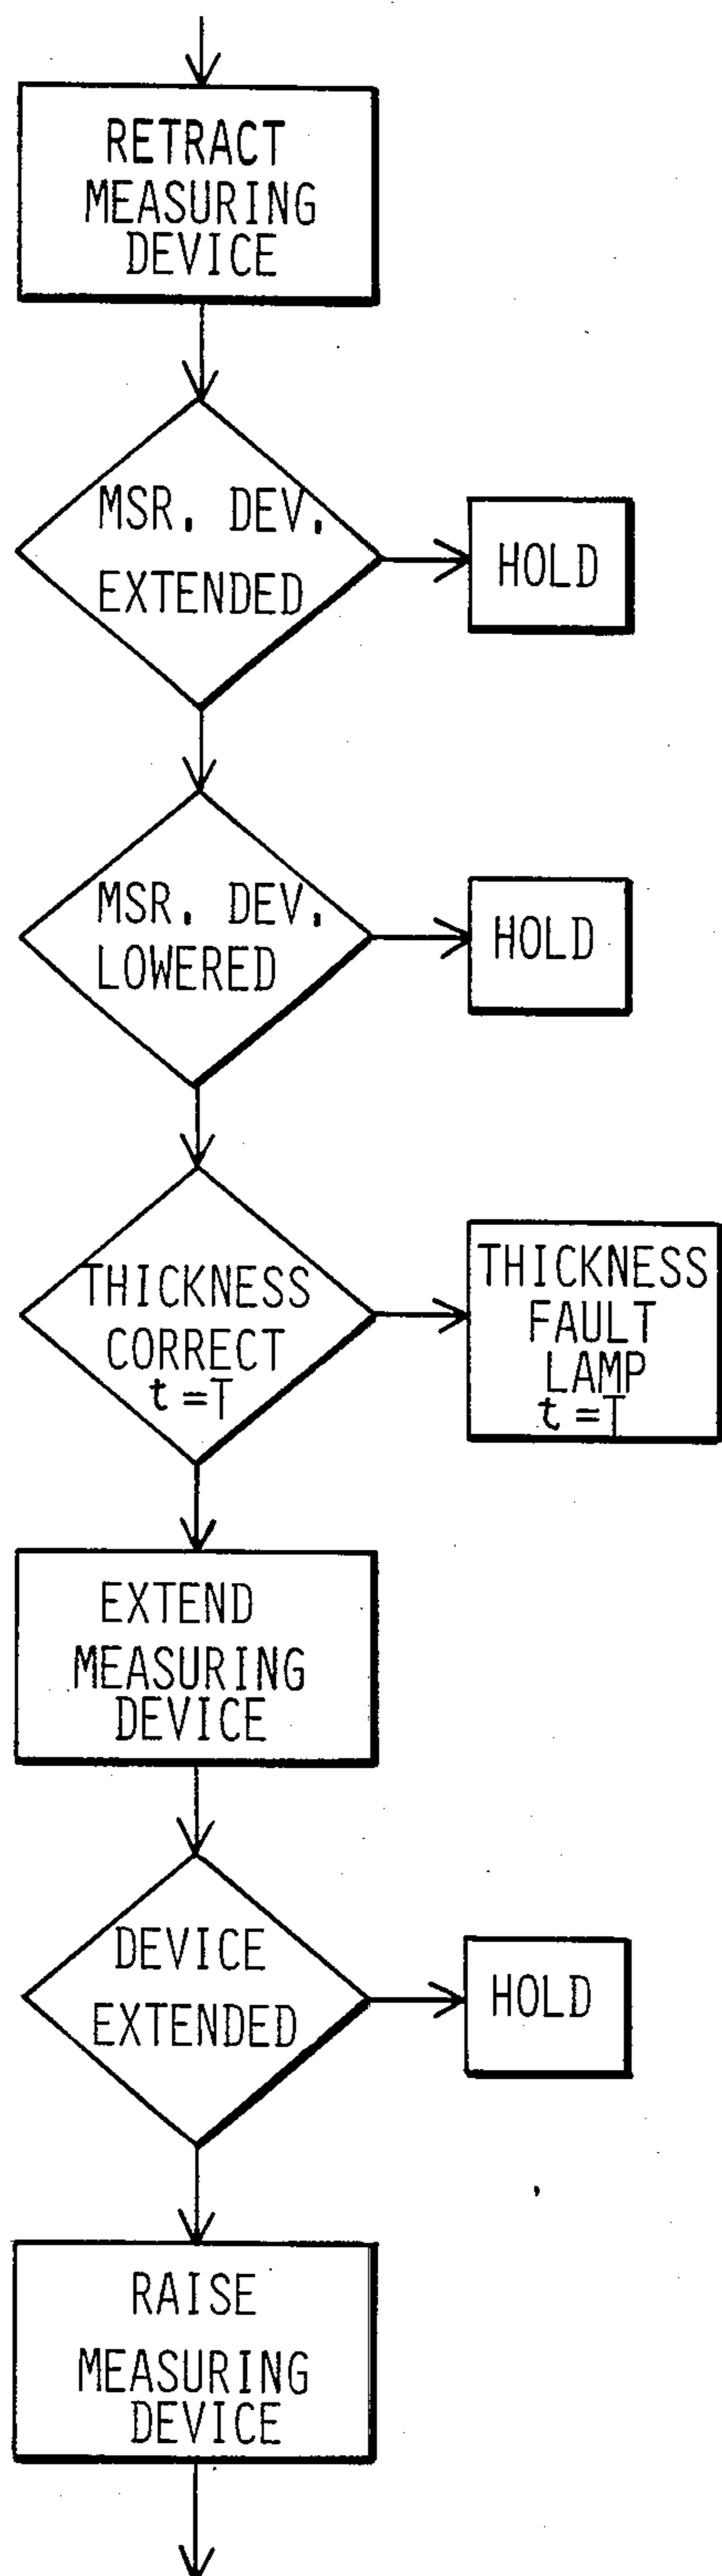 RETRACT
MEASURING
DEVICE
MSR. DEV.
EXTENDED
HOLD
MSR. DEV.
LOWERED
HOLD
THICKNESS
CORRECT
t=T
THICKNESS
FAULT
LAMP
t=T
EXTEND
MEASURING
DEVICE
DEVICE
EXTENDED
HOLD
RAISE
MEASURING
DEVICE